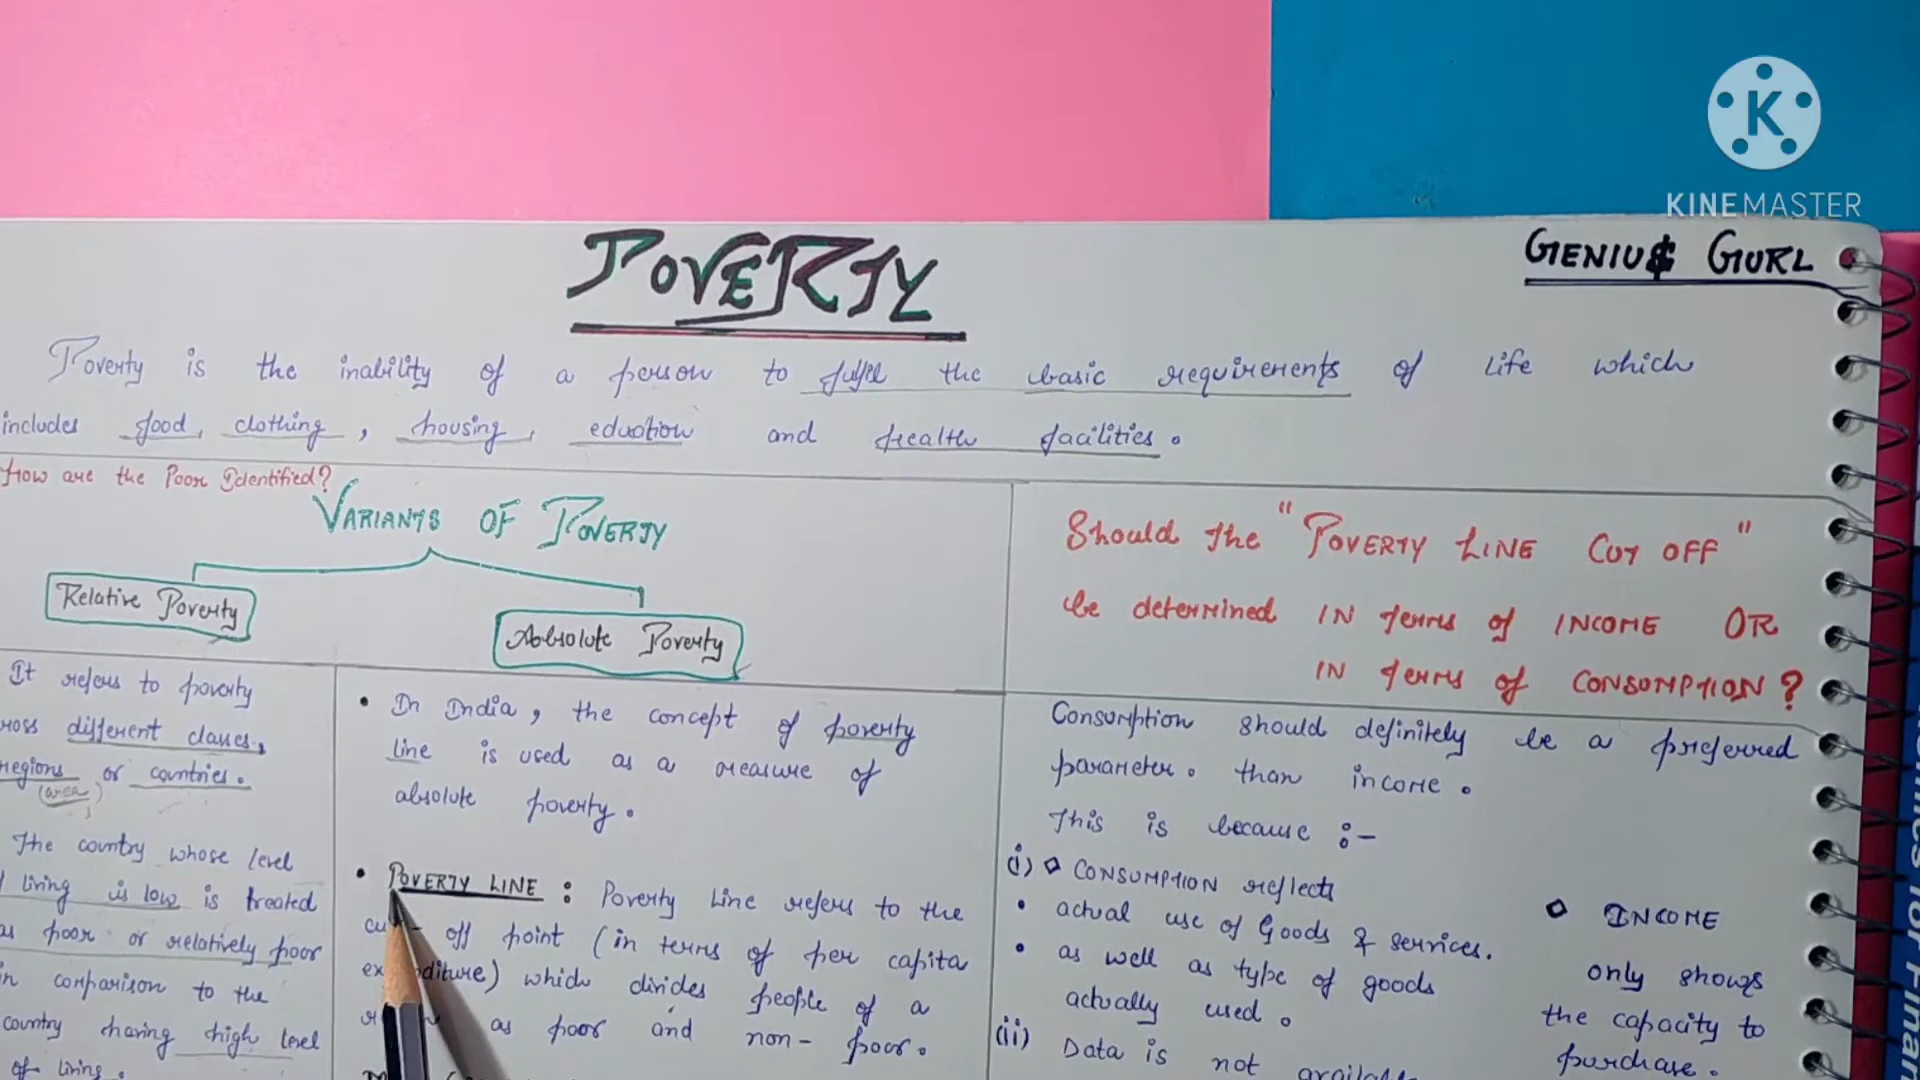 K
KINEMASTER
POVERTY
GENIU$ GURL
Poverty is the inability of a person to fulfil the basic requirements of life which
includes food, clothing, housing, eduction and health facilities.
How are the Poor Identified?
VARIANTS OF POVERTY
Relative Poverty
Absolute Poverty
It refers to poverty
different classes,
regions or countries.
(area)
The country whose level
living is low is treated
as poor or relatively poor
in comparison to the
country having high level
of living.
• In India, the concept of poverty
line is used as a measure of
absolute poverty.
• POVERTY LINE : Poverty Line refers to the
off point (in terms of per capita
which divides people of a
as poor and non-poor.
Should the "POVERTY LINE CUT OFF"
be determined IN terms of INCOME OR
IN terms of CONSUMPTION ?
Consumption should definitely be a preferred
parameter. than income.
This is because :-
(i) ◇ CONSUMPTION reflects
• actual use of Goods & services.
• as well as type of goods
actually used.
(ii) Data is not
◇ INCOME
only shows
the capacity to
purchase.